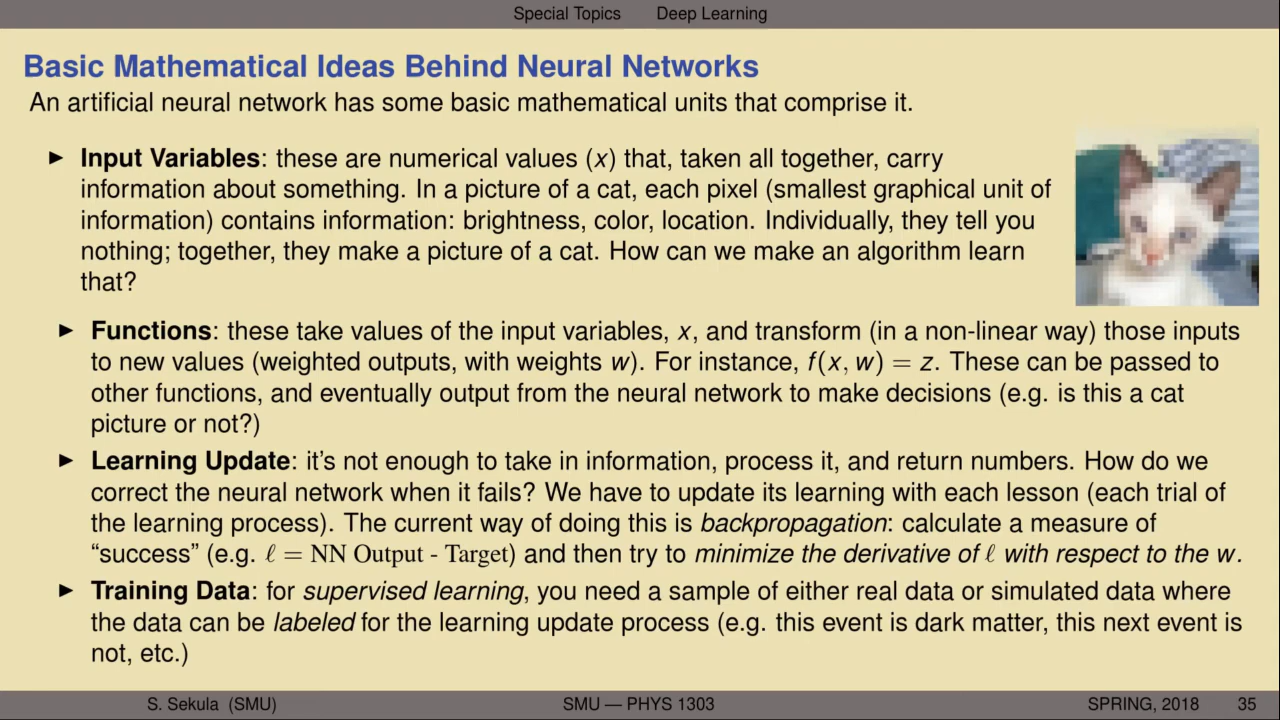 Special Topics Deep Learning
Basic Mathematical Ideas Behind Neural Networks
An artificial neural network has some basic mathematical units that comprise it.
▶ Input Variables: these are numerical values (x) that, taken all together, carry
information about something. In a picture of a cat, each pixel (smallest graphical unit of
information) contains information: brightness, color, location. Individually, they tell you
nothing; together, they make a picture of a cat. How can we make an algorithm learn
that?
▶ Functions: these take values of the input variables, x, and transform (in a non-linear way) those inputs
to new values (weighted outputs, with weights w). For instance, f(x, w) = z. These can be passed to
other functions, and eventually output from the neural network to make decisions (e.g. is this a cat
picture or not?)
▶ Learning Update: it's not enough to take in information, process it, and return numbers. How do we
correct the neural network when it fails? We have to update its learning with each lesson (each trial of
the learning process). The current way of doing this is backpropagation: calculate a measure of
“success” (e.g. ℓ = NN Output - Target) and then try to minimize the derivative of ℓ with respect to the w.
▶ Training Data: for supervised learning, you need a sample of either real data or simulated data where
the data can be labeled for the learning update process (e.g. this event is dark matter, this next event is
not, etc.)
S. Sekula (SMU) SMU — PHYS 1303 SPRING, 2018 35